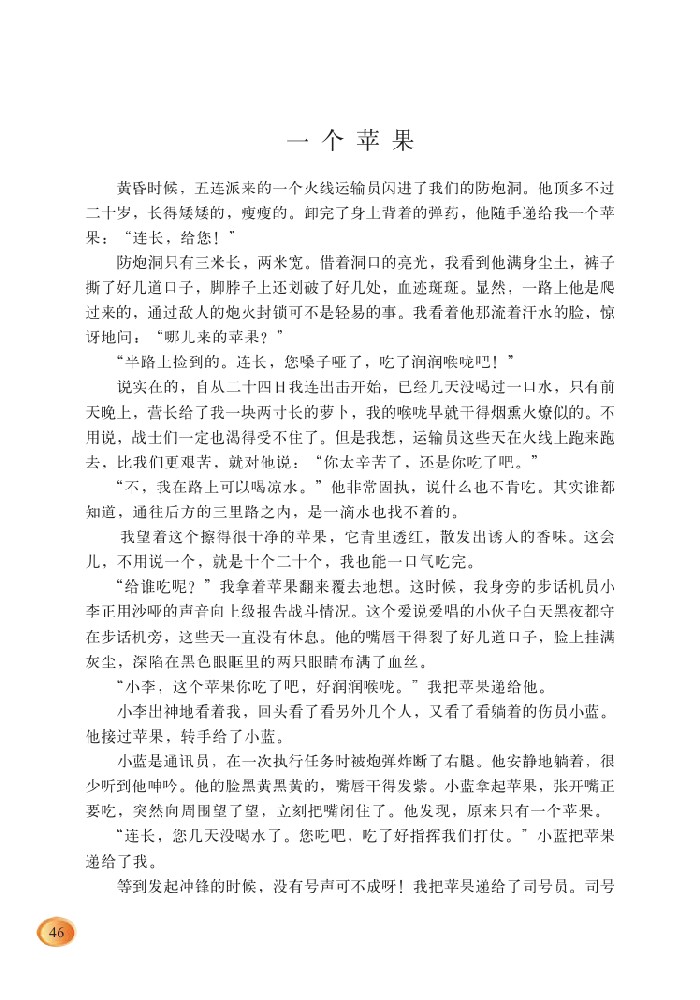 一个苹果
黄昏时候，五连派来的一个火线运输员闪进了我们的防炮洞。他顶多不过
二十岁，长得矮矮的，瘦瘦的。卸完了身上背着的弹药，他随手递给我一个苹
果：“连长，给您！”
防炮洞只有三米长，两米宽。借着洞口的亮光，我看到他满身尘土，裤子
撕了好几道口子，脚脖子上还划破了好几处，血迹斑斑。显然，一路上他是爬
过来的，通过敌人的炮火封锁可不是轻易的事。我看着他那流着汗水的脸，惊
讶地问：“哪儿来的苹果？”
“半路上捡到的。连长，您嗓子哑了，吃了润润喉咙吧！”
说实在的，自从二十四日我连出击开始，已经几天没喝过一口水，只有前
天晚上，营长给了我一块两寸长的萝卜，我的喉咙早就干得烟熏火燎似的。不
用说，战士们一定也渴得受不住了。但是我想，运输员这些天在火线上跑来跑
去，比我们更艰苦，就对他说：“你太辛苦了，还是你吃了吧。”
“不，我在路上可以喝凉水。”他非常固执，说什么也不肯吃。其实谁都
知道，通往后方的三里路之内，是一滴水也找不着的。
我望着这个擦得很干净的苹果，它青里透红，散发出诱人的香味。这会
儿，不用说一个，就是十个二十个，我也能一口气吃完。
“给谁吃呢？”我拿着苹果翻来覆去地想。这时候，我身旁的步话机员小
李正用沙哑的声音向上级报告战斗情况。这个爱说爱唱的小伙子白天黑夜都守
在步话机旁，这些天一直没有休息。他的嘴唇干得裂了好几道口子，脸上挂满
灰尘，深陷在黑色眼眶里的两只眼睛布满了血丝。
“小李，这个苹果你吃了吧，好润润喉咙。”我把苹果递给他。
小李出神地看着我，回头看了看另外几个人，又看了看躺着的伤员小蓝。
他接过苹果，转手给了小蓝。
小蓝是通讯员，在一次执行任务时被炮弹炸断了右腿。他安静地躺着，很
少听到他呻吟。他的脸黑黄黑黄的，嘴唇干得发紫。小蓝拿起苹果，张开嘴正
要吃，突然向周围望了望，立刻把嘴闭住了。他发现，原来只有一个苹果。
“连长，您几天没喝水了。您吃吧，吃了好指挥我们打仗。”小蓝把苹果
递给了我。
等到发起冲锋的时候，没有号声可不成呀！我把苹果递给了司号员。司号
46